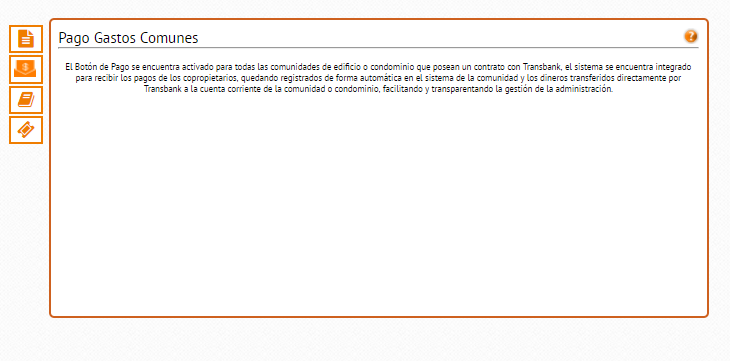 Pago Gastos Comunes
El Botón de Pago se encuentra activado para todas las comunidades de edificio o condominio que posean un contrato con Transbank, el sistema se encuentra integrado
para recibir los pagos de los copropietarios, quedando registrados de forma automática en el sistema de la comunidad y los dineros transferidos directamente por
Transbank a la cuenta corriente de la comunidad o condominio, facilitando y transparentando la gestión de la administración.